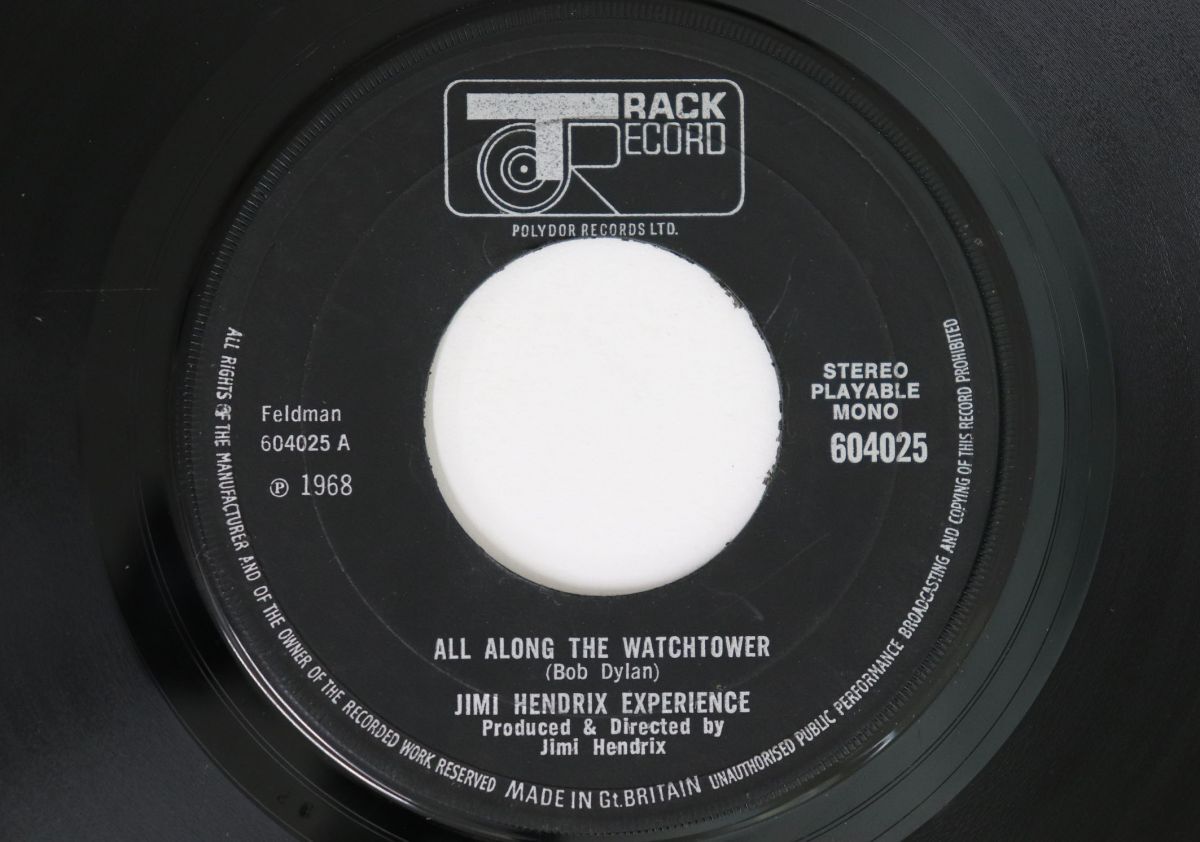 TRACK
RECORD
POLYDOR RECORDS LTD.
Feldman
604025 A
℗ 1968
STEREO
PLAYABLE
MONO
604025
ALL ALONG THE WATCHTOWER
(Bob Dylan)
JIMI HENDRIX EXPERIENCE
Produced & Directed by
Jimi Hendrix
ALL RIGHTS OF THE MANUFACTURER AND OF THE OWNER OF THE RECORDED WORK RESERVED MADE IN Gt.BRITAIN UNAUTHORISED PUBLIC PERFORMANCE BROADCASTING AND COPYING OF THIS RECORD PROHIBITED